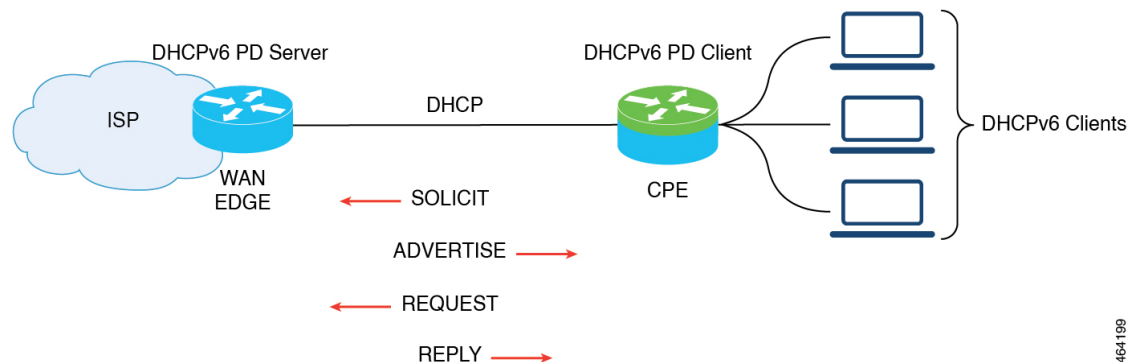 DHCPv6 PD Server
DHCPv6 PD Client
ISP
DHCP
DHCPv6 Clients
WAN
EDGE
CPE
SOLICIT
ADVERTISE
REQUEST
REPLY
464199